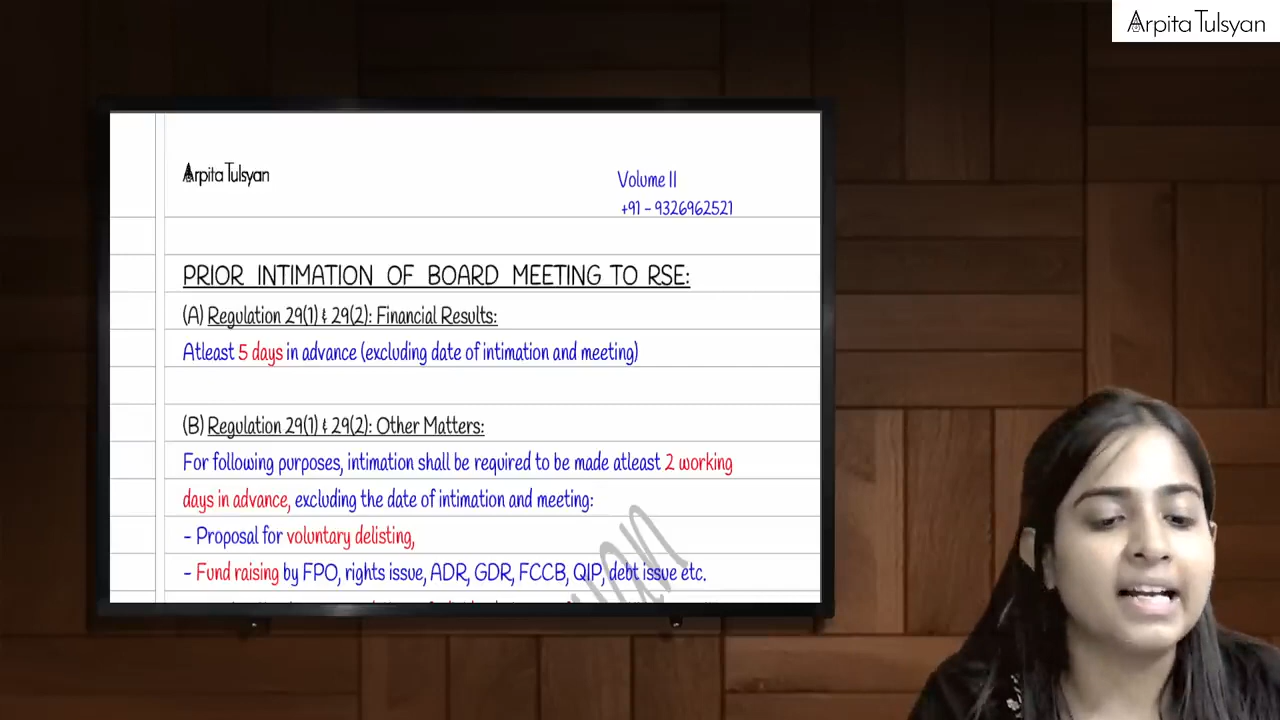 Arpita Tulsyan
Arpita Tulsyan
Volume II
+91 - 9326962521
PRIOR INTIMATION OF BOARD MEETING TO RSE:
(A) Regulation 29(1) & 29(2): Financial Results:
Atleast 5 days in advance (excluding date of intimation and meeting)
(B) Regulation 29(1) & 29(2): Other Matters:
For following purposes, intimation shall be required to be made atleast 2 working
days in advance, excluding the date of intimation and meeting:
- Proposal for voluntary delisting,
- Fund raising by FPO, rights issue, ADR, GDR, FCCB, QIP, debt issue etc.